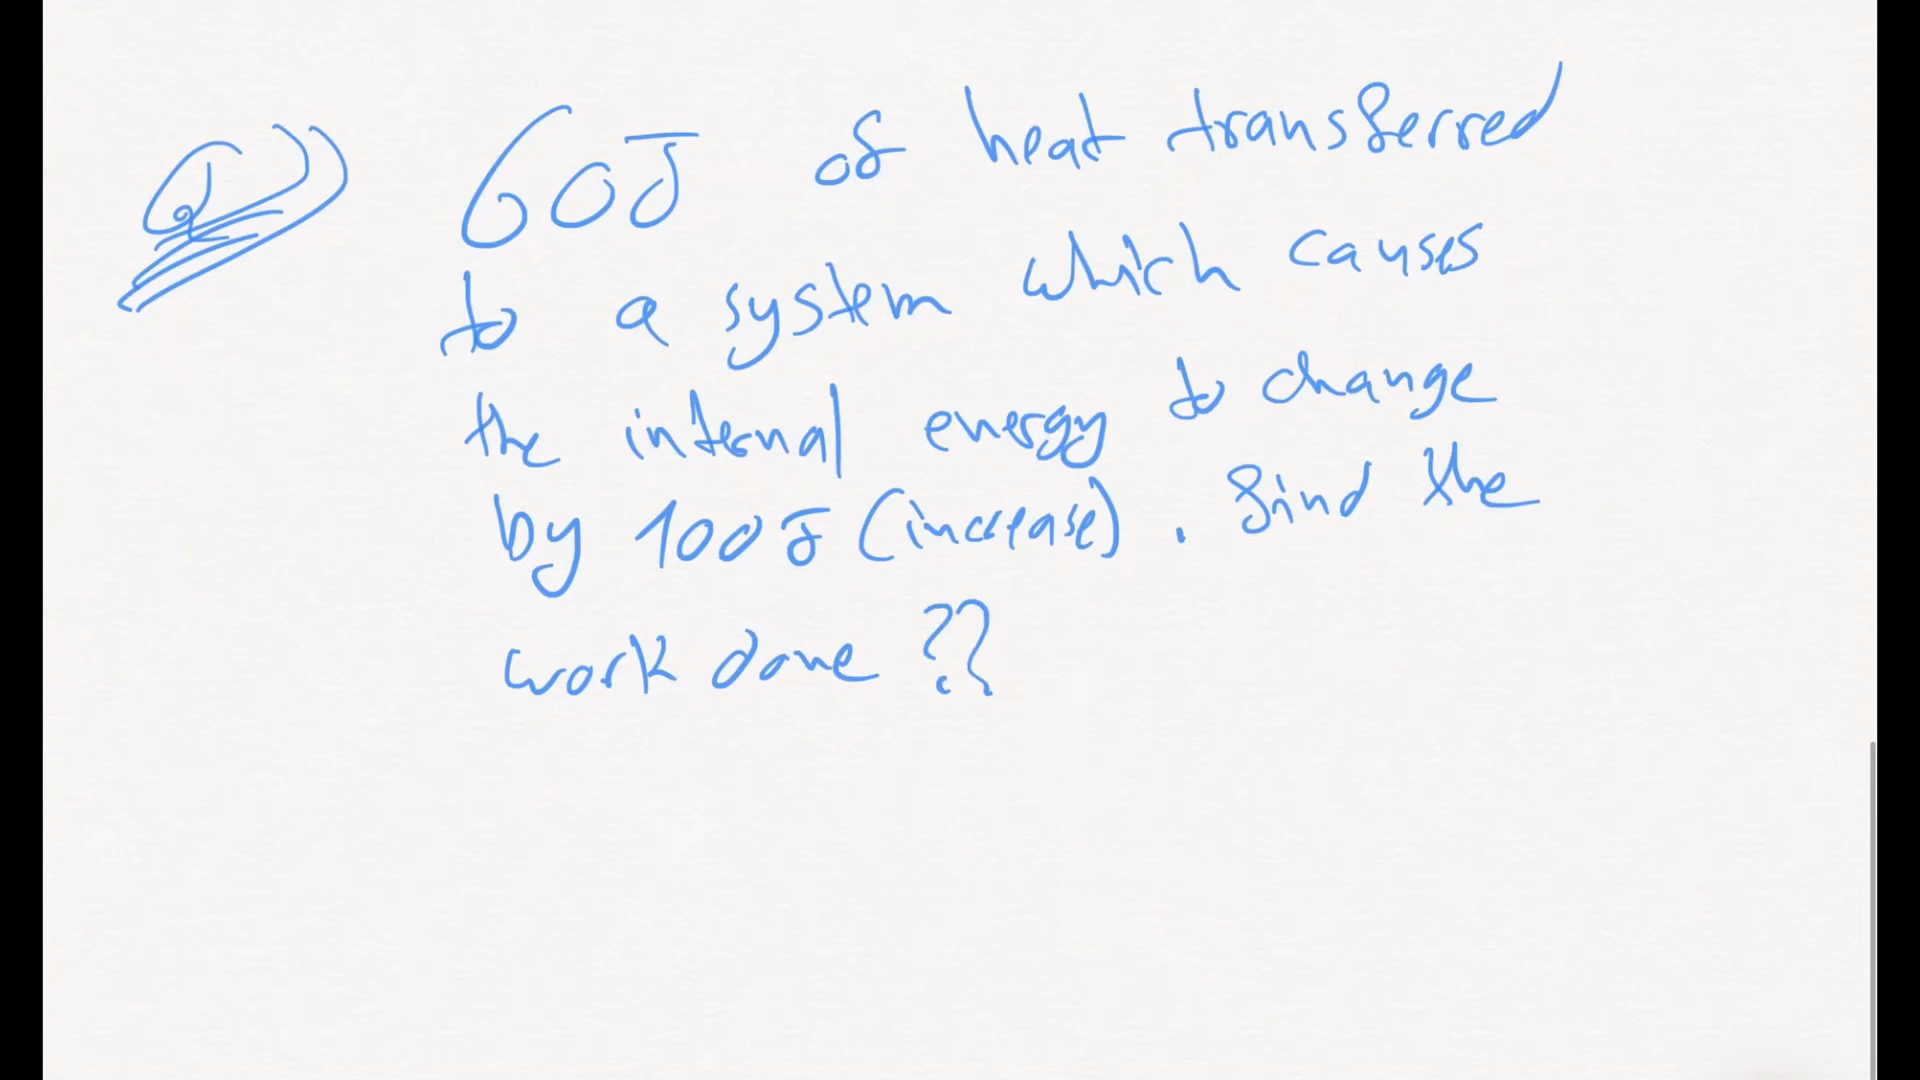 Q)) 60J of heat transferred
to a system which causes
the internal energy to change
by 100J (increase). find the
work done ??